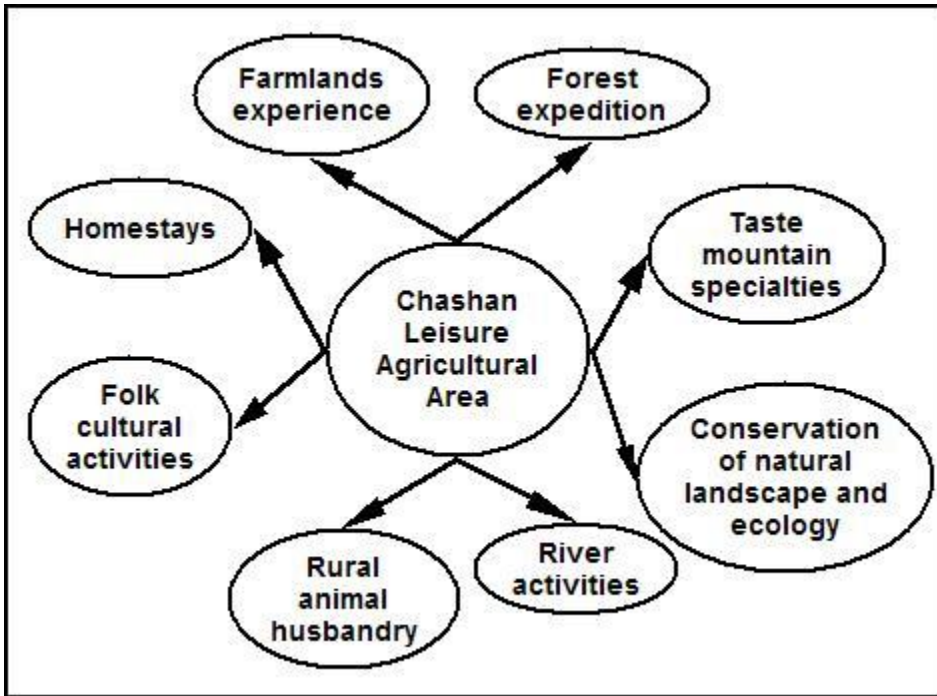 Farmlands
experience
Forest
expedition
Homestays
Taste
mountain
specialties
Chashan
Leisure
Agricultural
Area
Folk
cultural
activities
Conservation
of natural
landscape and
ecology
Rural
animal
husbandry
River
activities